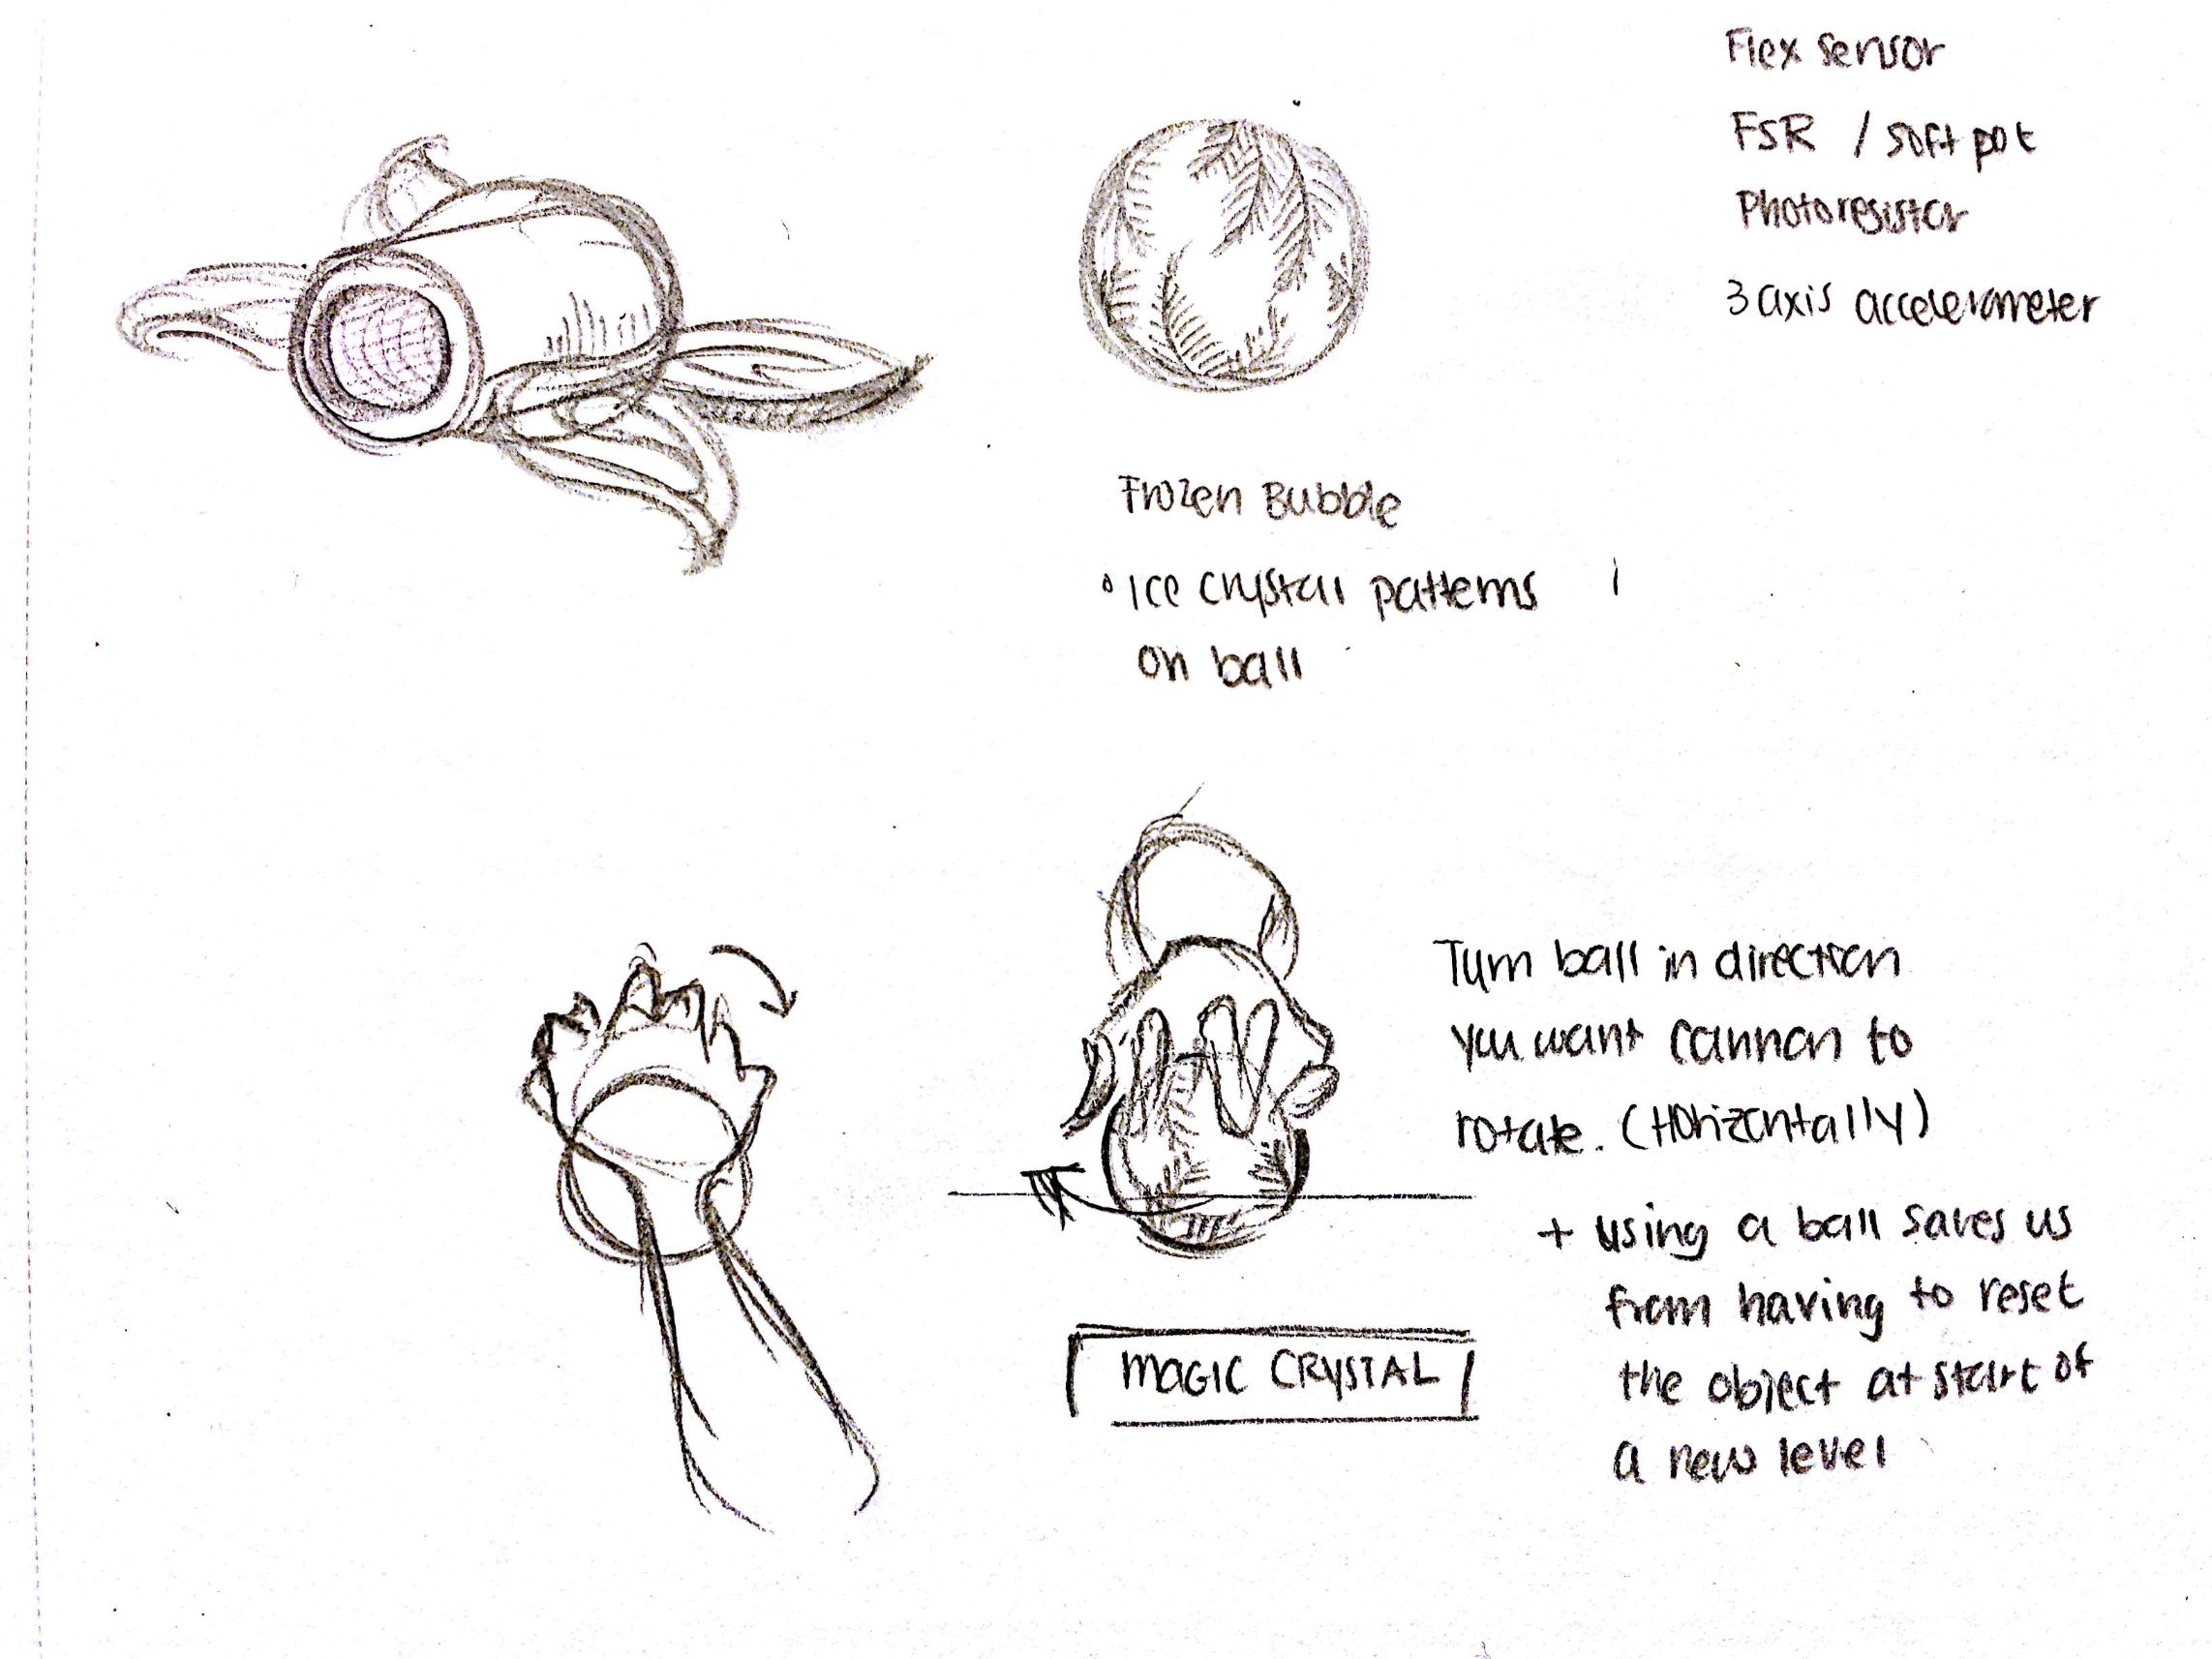 Flex sensor
FSR / soft pot
Photoresistor
3 axis accelerometer
Frozen Bubble
• Ice crystal patterns
on ball
Turn ball in direction
you want cannon to
rotate. (Horizontally)
+ using a ball saves us
from having to reset
the object at start of
a new level
MAGIC CRYSTAL